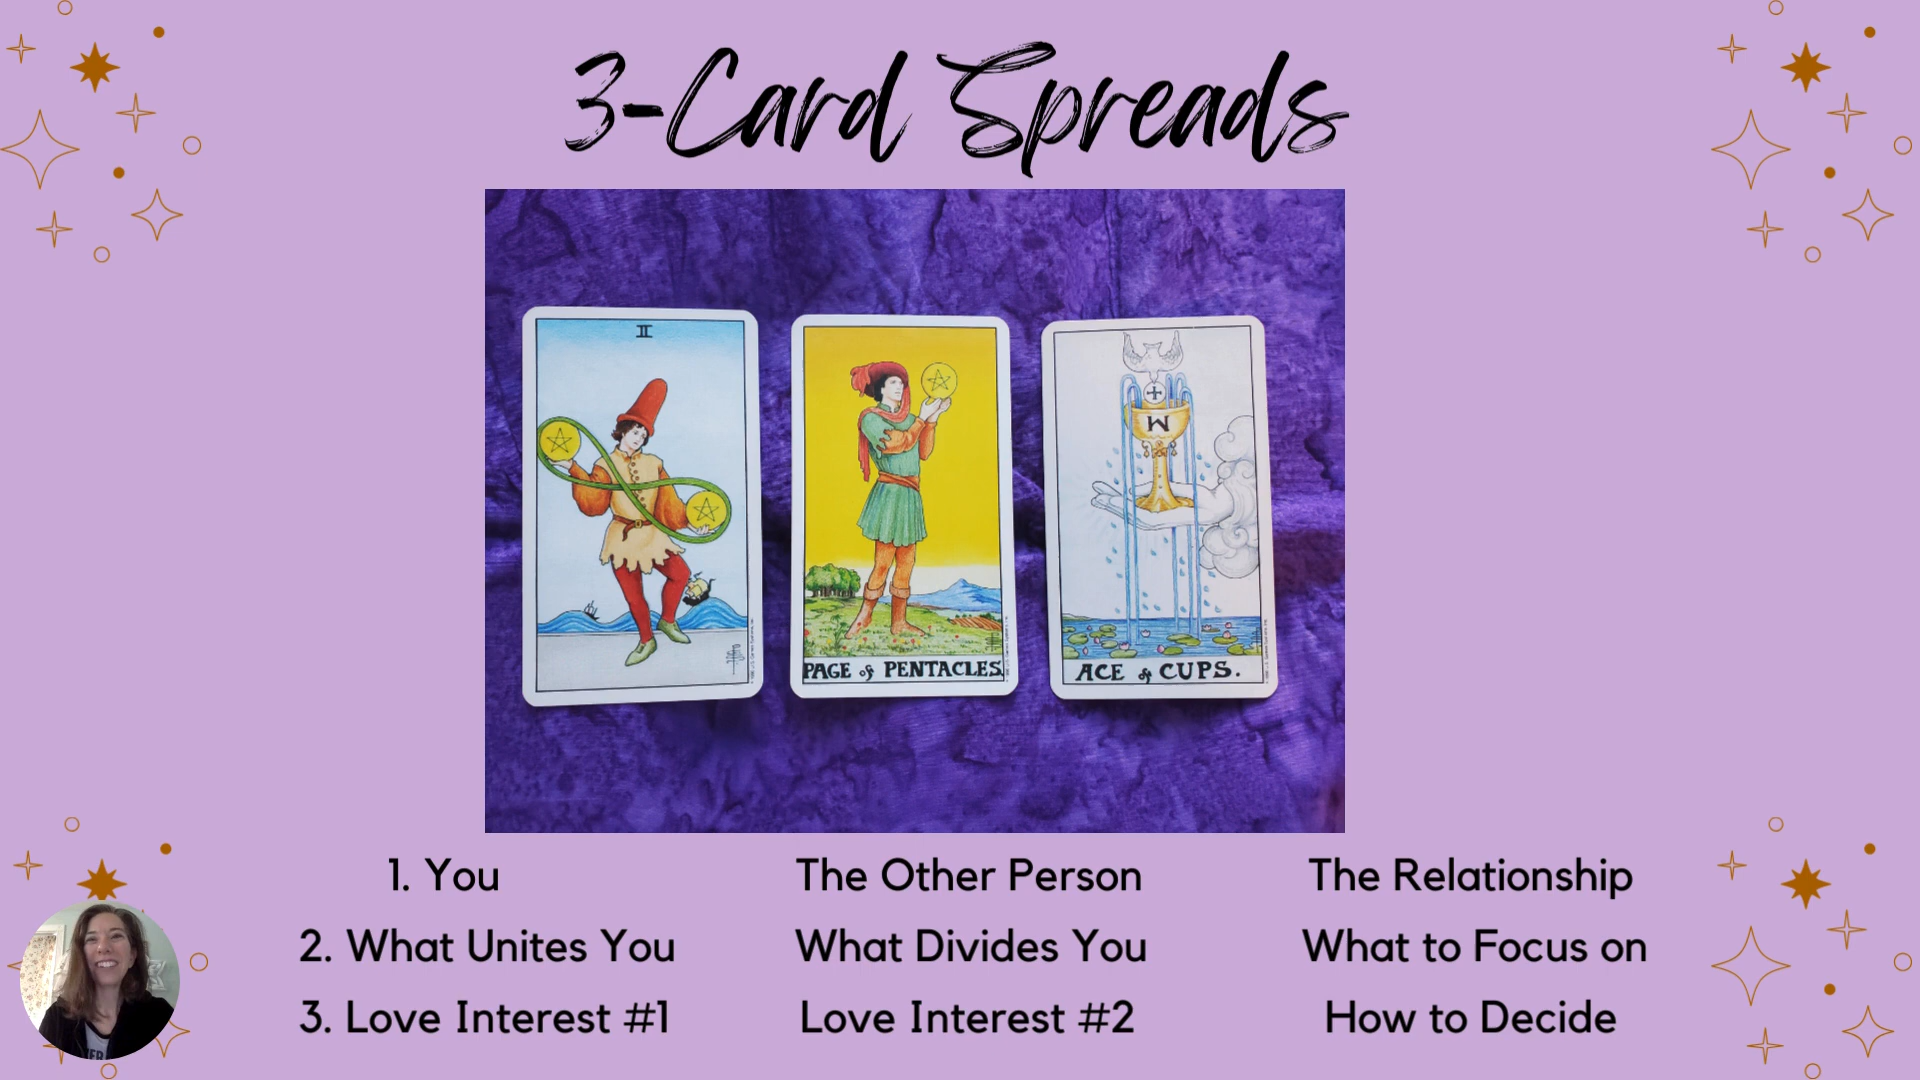 3-Card Spreads
II
PAGE of PENTACLES
W
ACE of CUPS.
1. You The Other Person The Relationship
2. What Unites You What Divides You What to Focus on
3. Love Interest #1 Love Interest #2 How to Decide